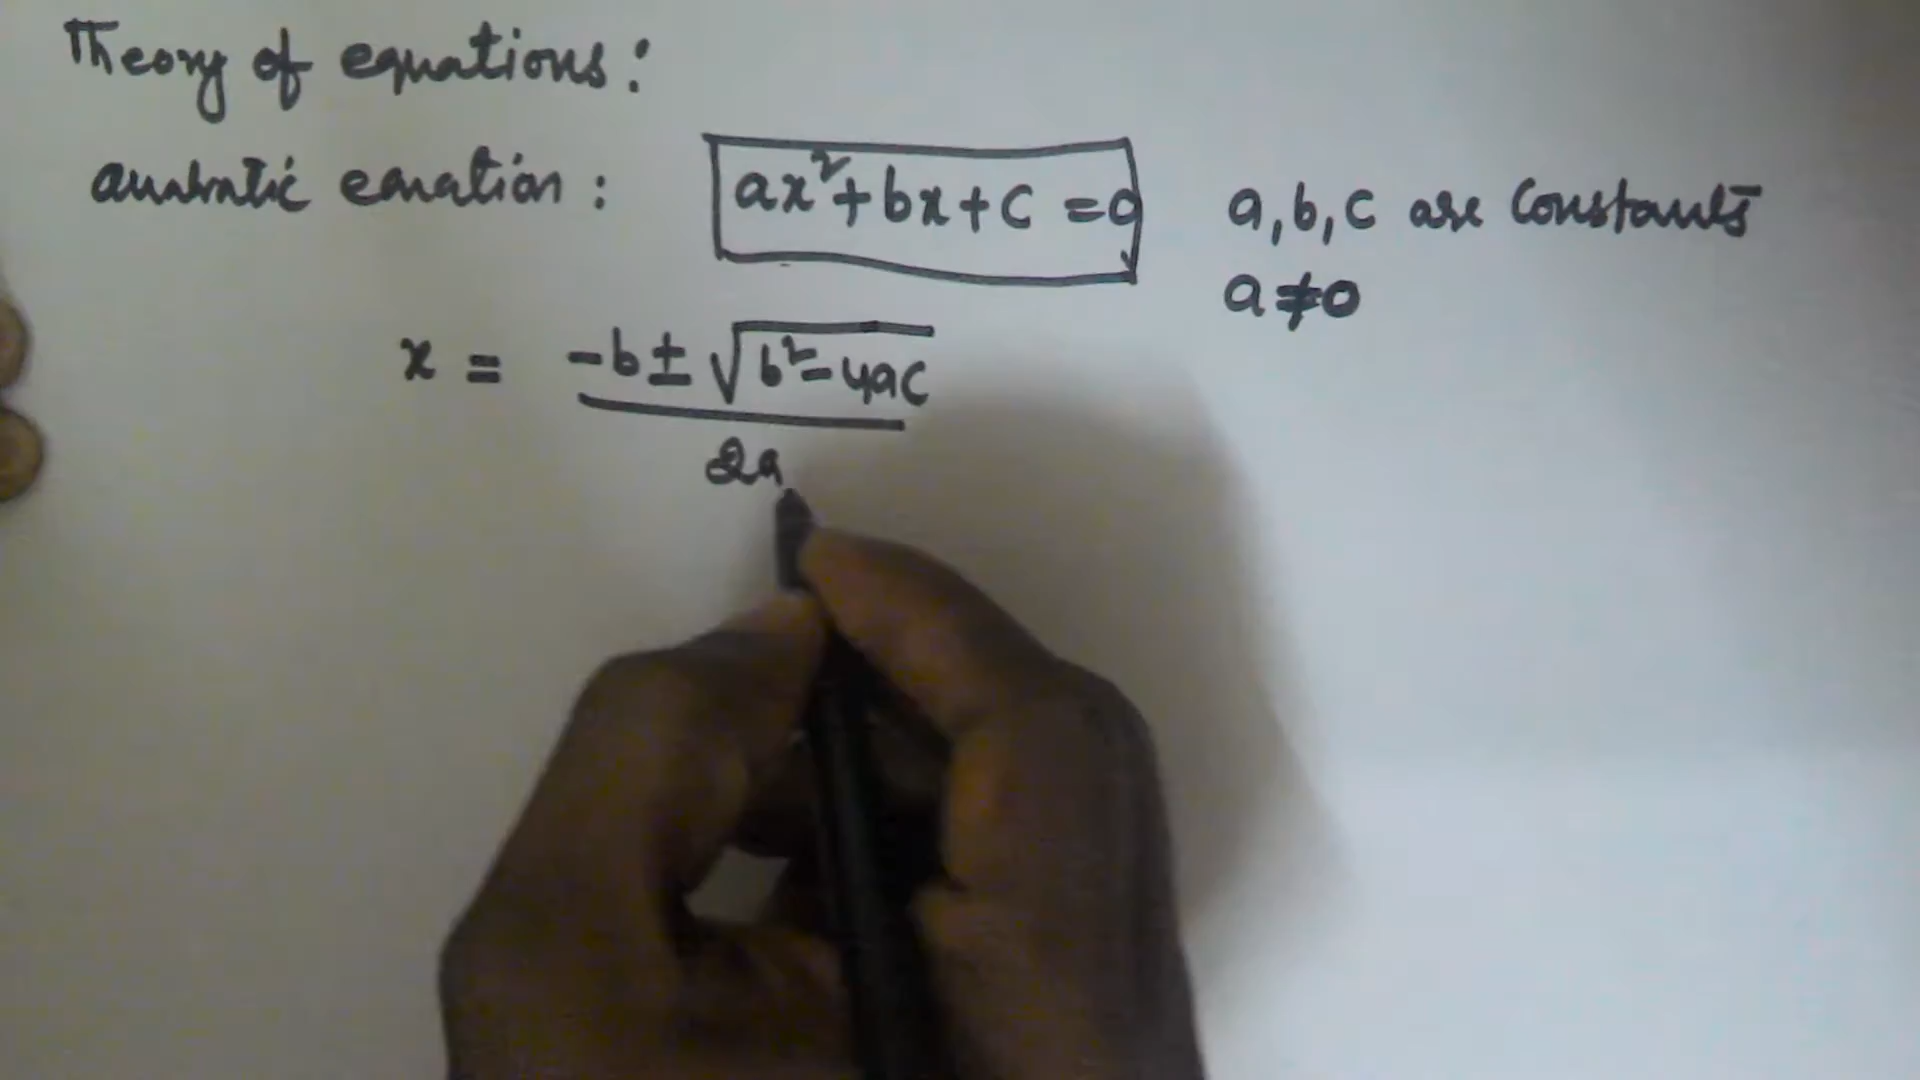 Theory of equations:
Quadratic equation: ax²+bx+c=0 a,b,c are Constants
a≠0
x = -b±√b²-4ac
2a